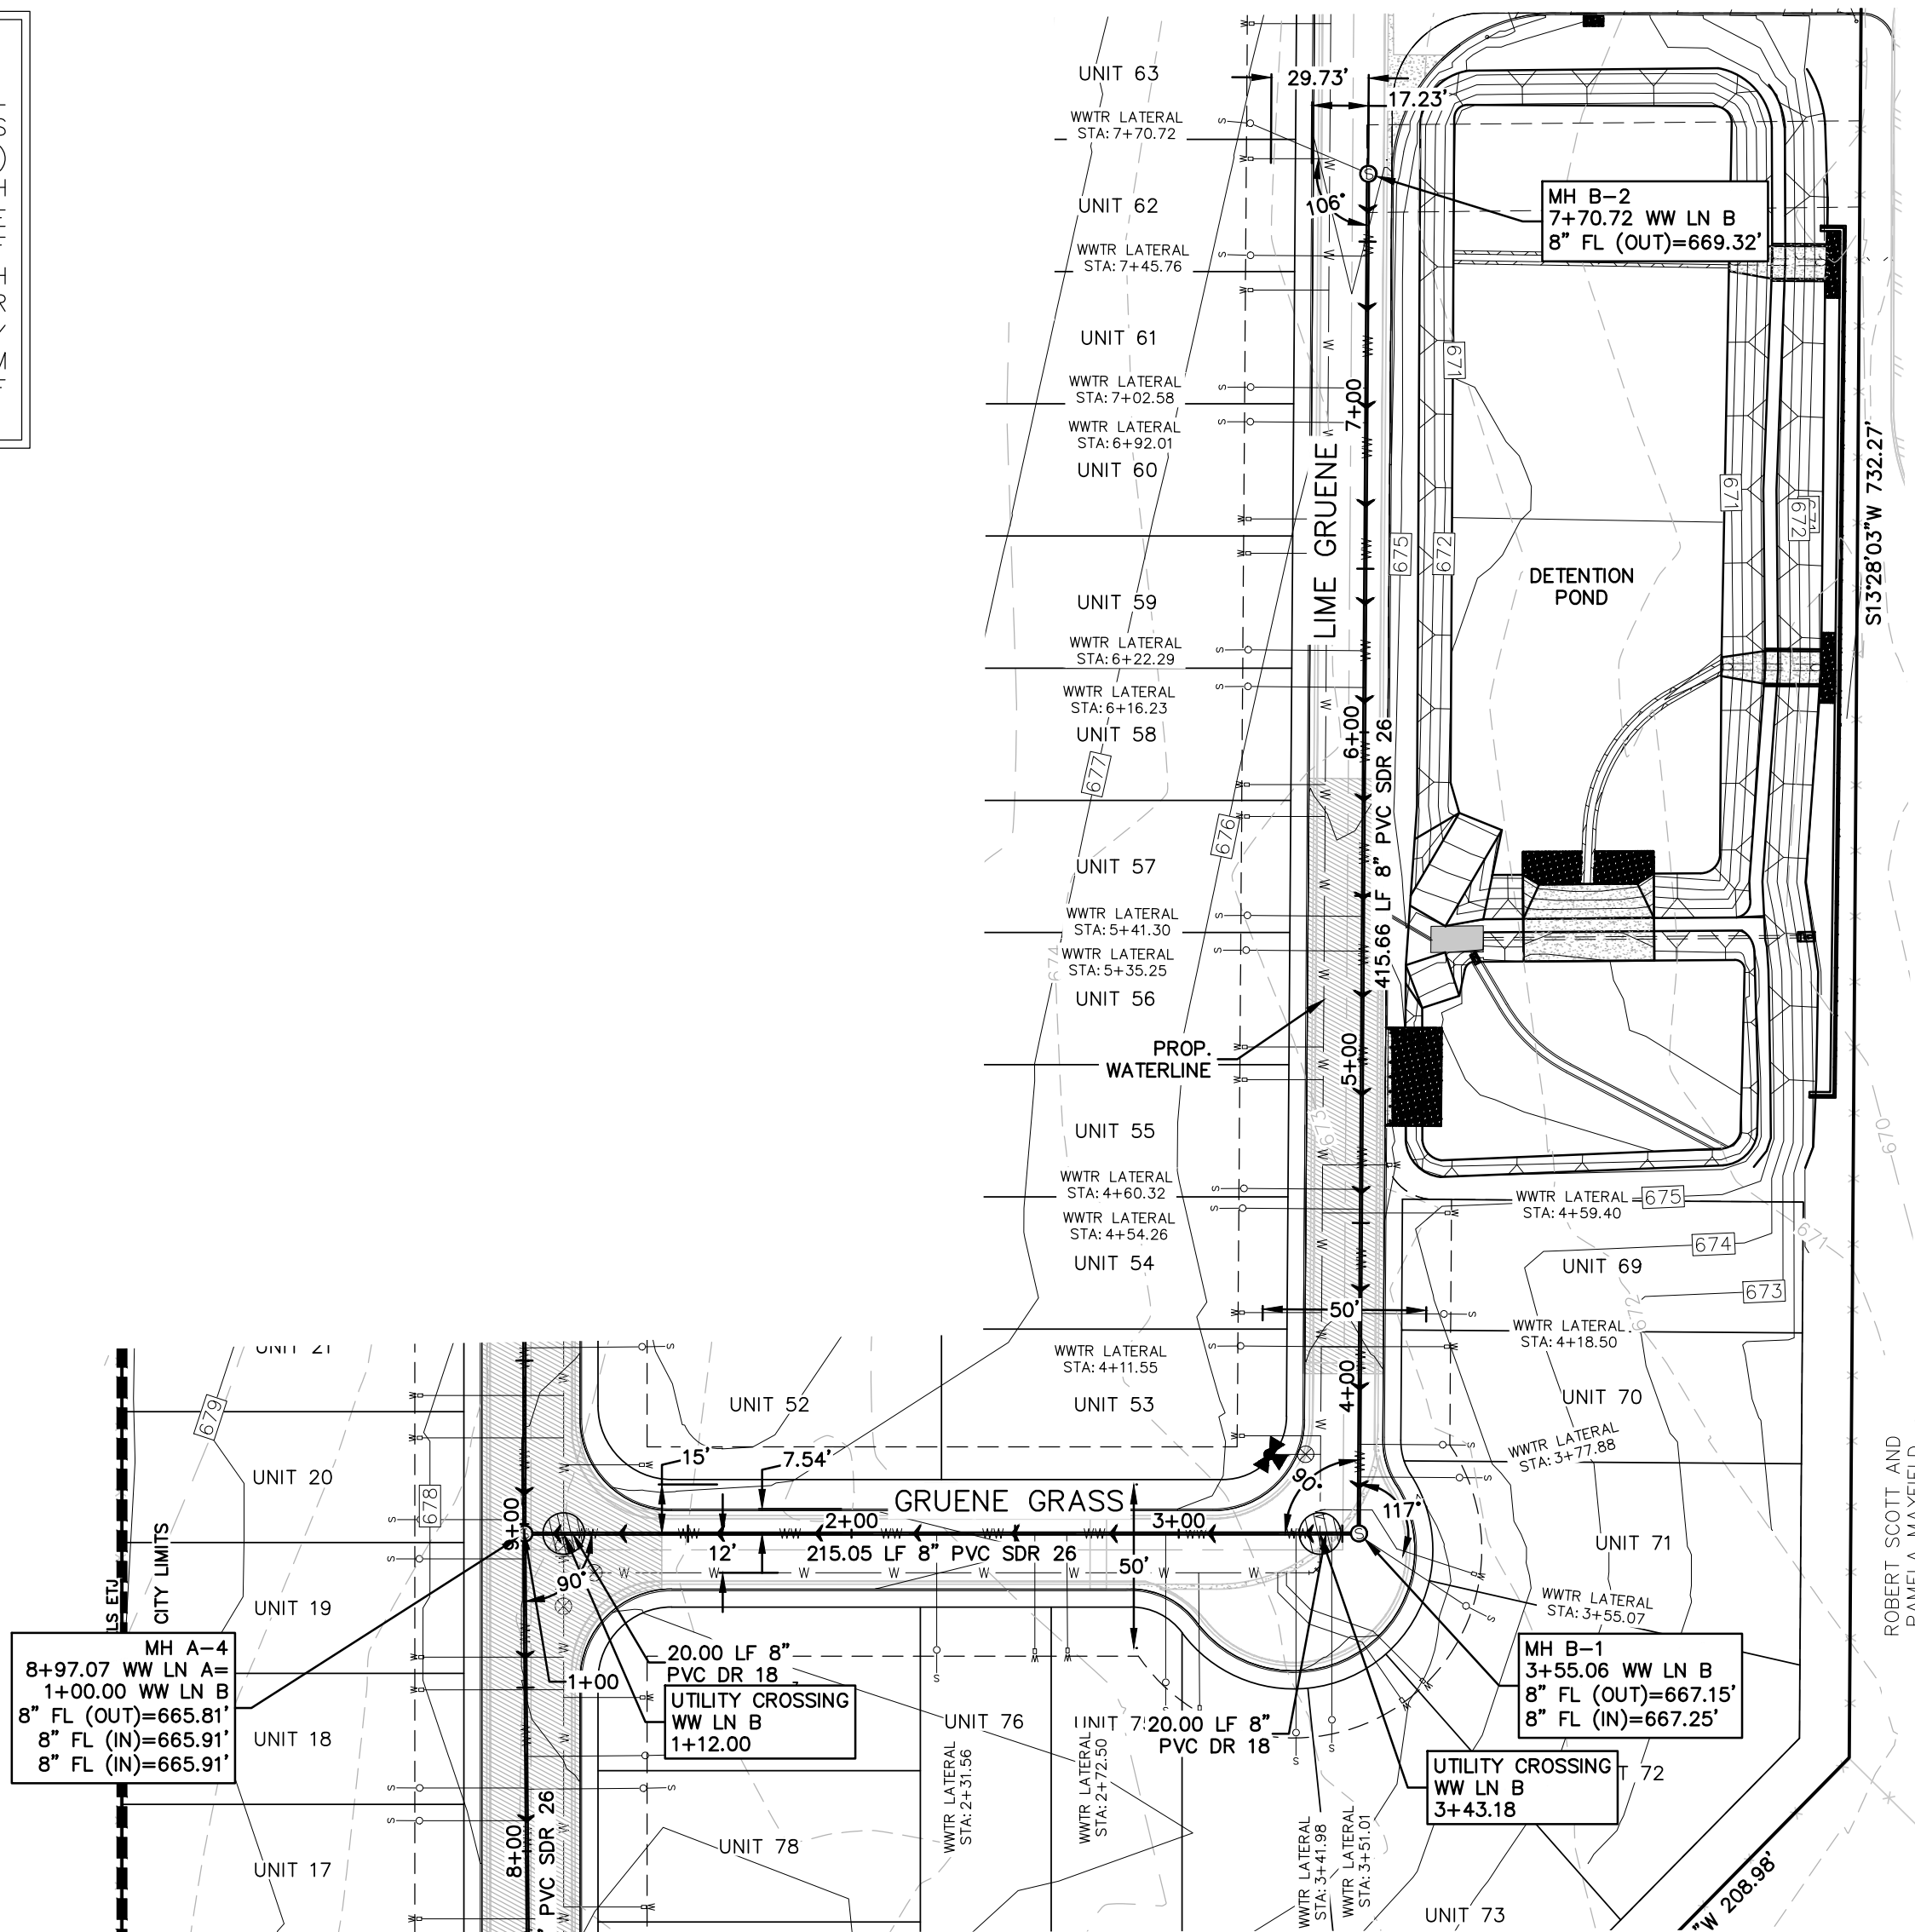 UNIT 63
29.73'
17.23'
WWTR LATERAL
STA: 7+70.72
106°
MH B-2
7+70.72 WW LN B
8" FL (OUT)=669.32'
UNIT 62
WWTR LATERAL
STA: 7+45.76
UNIT 61
671
WWTR LATERAL
STA: 7+02.58
7+00
WWTR LATERAL
STA: 6+92.01
UNIT 60
LIME GRUENE
S13°28'03"W 732.27'
671
672
671
675
672
DETENTION
POND
UNIT 59
WWTR LATERAL
STA: 6+22.29
WWTR LATERAL
STA: 6+16.23
UNIT 58
6+00
415.66 LF 8" PVC SDR 26
677
676
UNIT 57
WWTR LATERAL
STA: 5+41.30
WWTR LATERAL
STA: 5+35.25
674
UNIT 56
PROP.
WATERLINE
5+00
673
UNIT 55
670
WWTR LATERAL
STA: 4+60.32
WWTR LATERAL
STA: 4+59.40
675
WWTR LATERAL
STA: 4+54.26
671
674
UNIT 54
UNIT 69
673
672
50'
WWTR LATERAL
STA: 4+18.50
WWTR LATERAL
STA: 4+11.55
4+00
UNIT 21
679
UNIT 52
UNIT 53
UNIT 70
WWTR LATERAL
STA: 3+77.88
ROBERT SCOTT AND
PAMELA MAXFIELD
UNIT 20
678
15'
7.54'
90°
117°
GRUENE GRASS
9+00
2+00
3+00
12'
215.05 LF 8" PVC SDR 26
50'
UNIT 71
90°
LS ETJ
CITY LIMITS
UNIT 19
WWTR LATERAL
STA: 3+55.07
MH A-4
8+97.07 WW LN A=
1+00.00 WW LN B
8" FL (OUT)=665.81'
8" FL (IN)=665.91'
8" FL (IN)=665.91'
1+00
20.00 LF 8"
PVC DR 18
UTILITY CROSSING
WW LN B
1+12.00
MH B-1
3+55.06 WW LN B
8" FL (OUT)=667.15'
8" FL (IN)=667.25'
UNIT 18
UNIT 76
UNIT 7
20.00 LF 8"
PVC DR 18
UTILITY CROSSING
WW LN B
3+43.18
T 72
WWTR LATERAL
STA: 2+31.56
WWTR LATERAL
STA: 2+72.50
WWTR LATERAL
STA: 3+41.98
WWTR LATERAL
STA: 3+51.01
UNIT 17
8+00
' PVC SDR 26
UNIT 78
UNIT 73
"W 208.98'